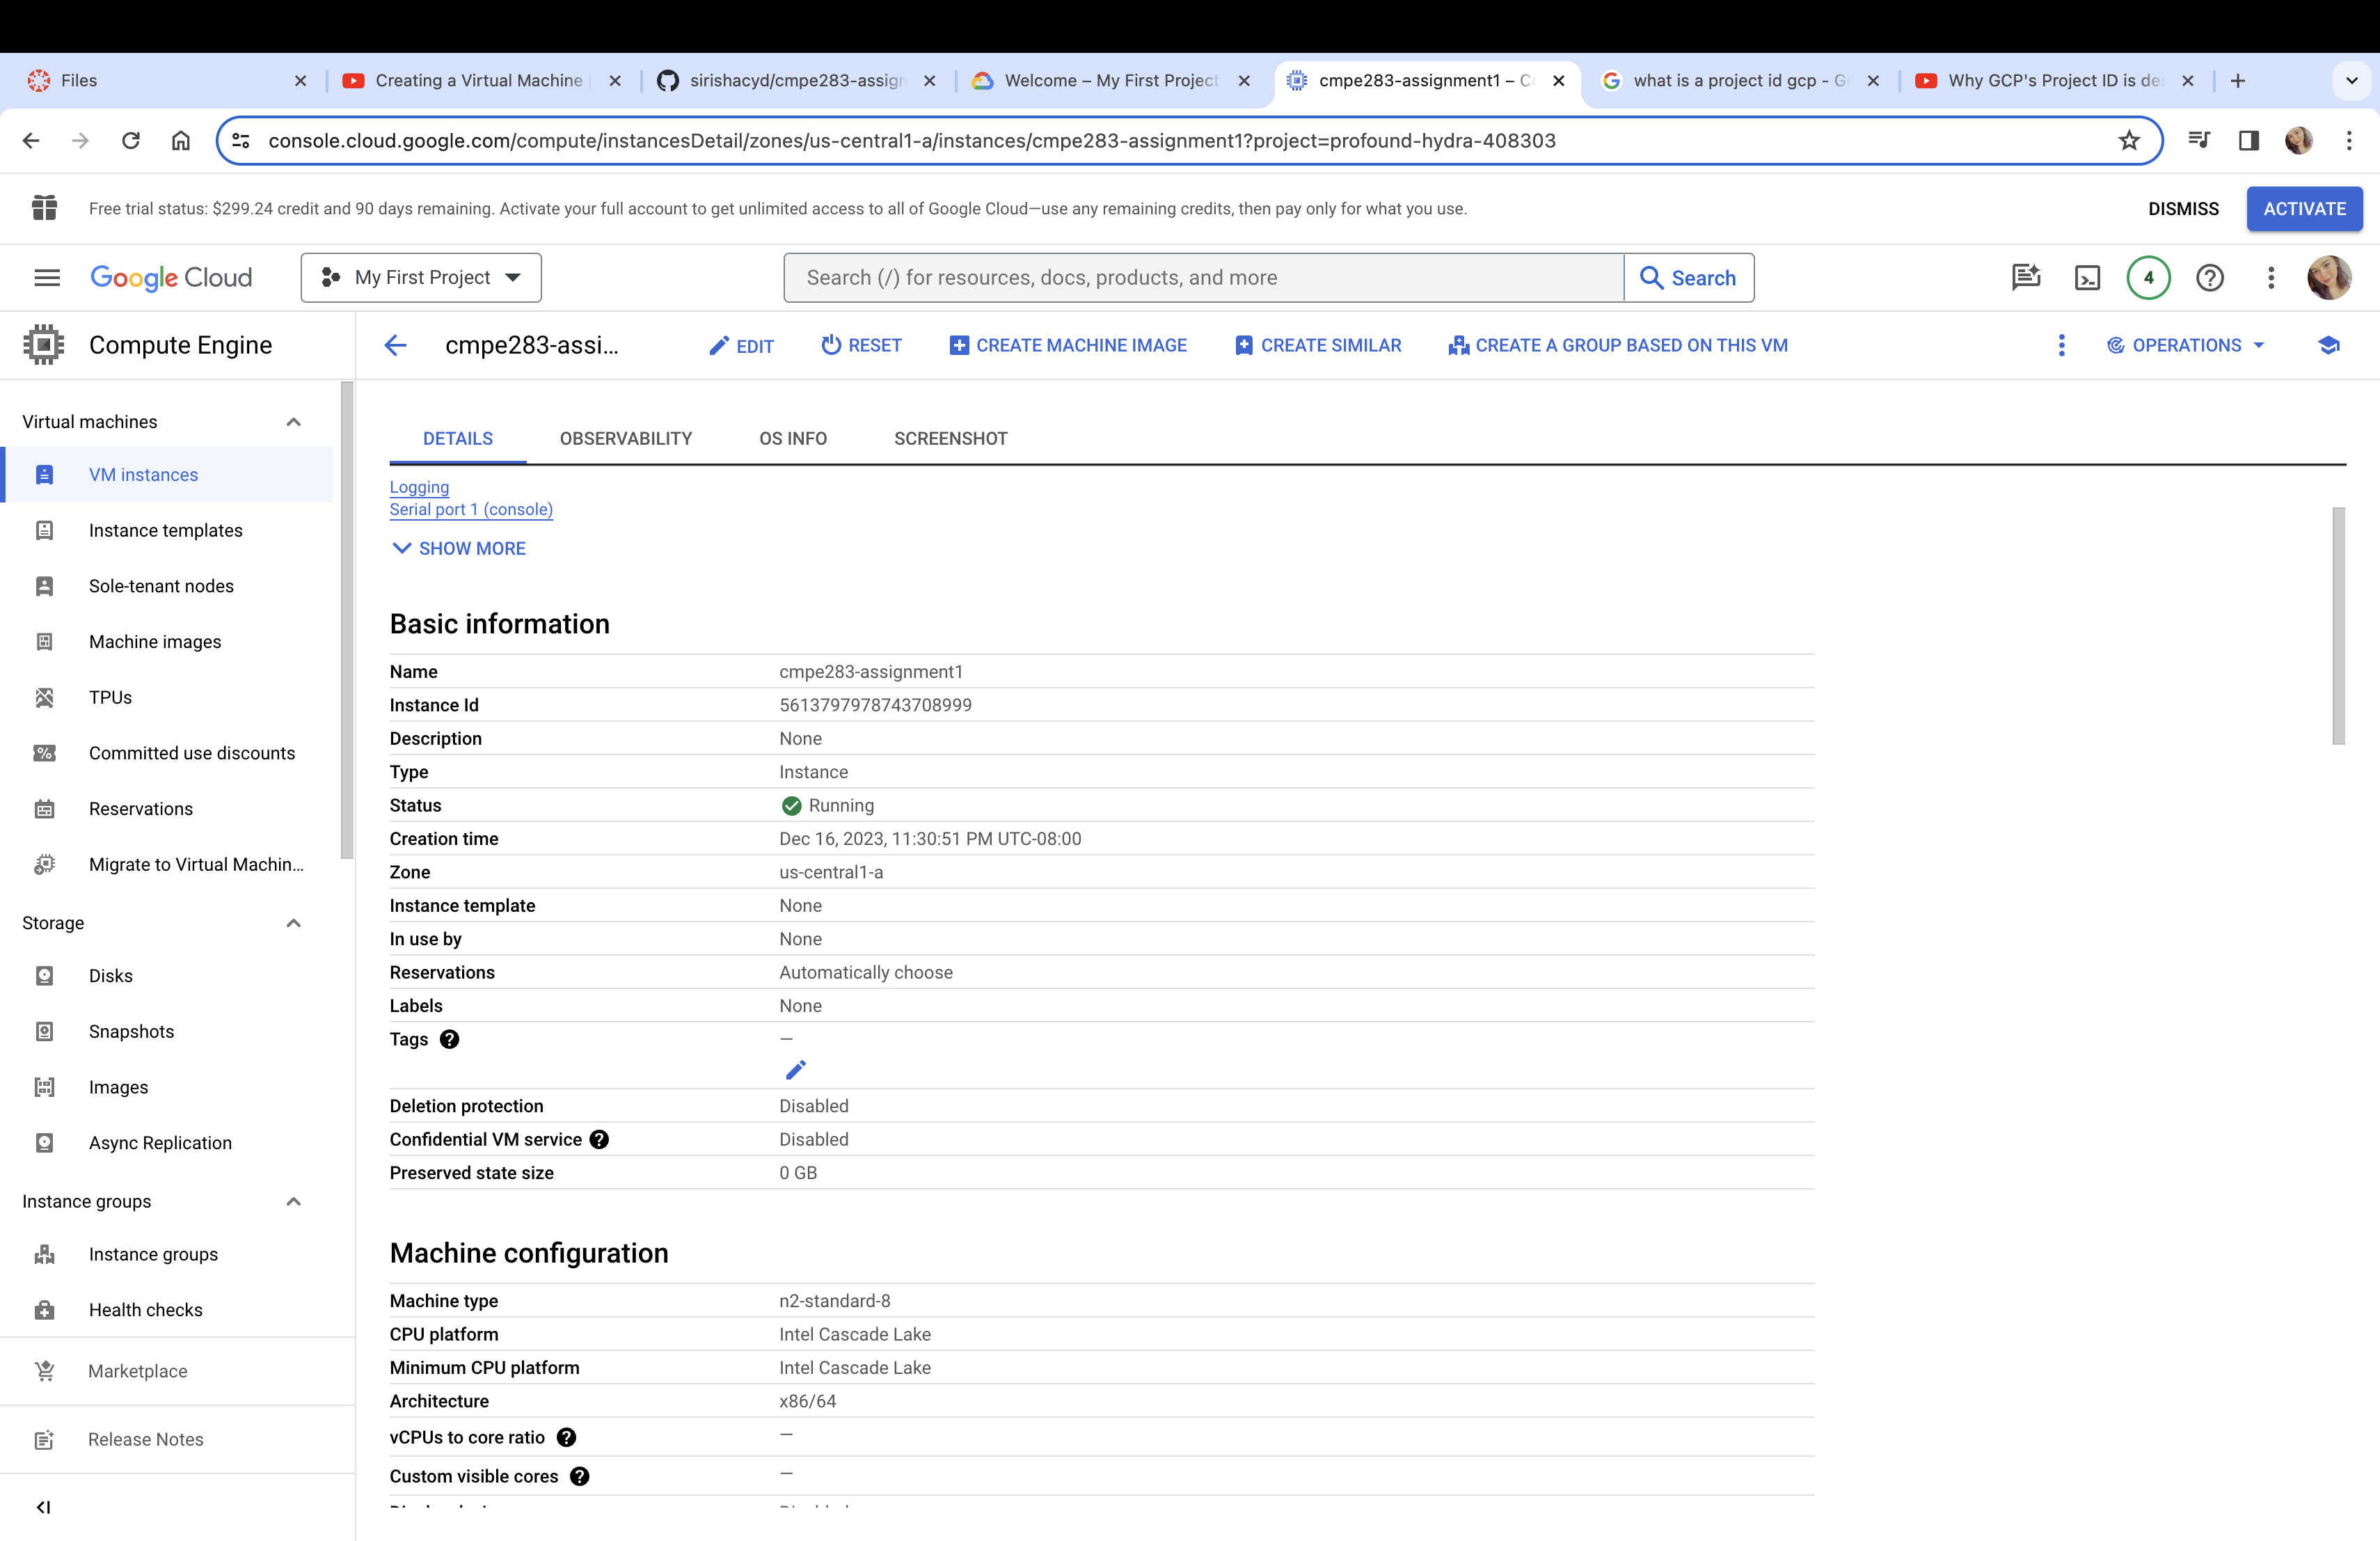 Files
Creating a Virtual Machine
sirishacyd/cmpe283-assign
Welcome – My First Project
cmpe283-assignment1 – C
what is a project id gcp - G
Why GCP's Project ID is de
console.cloud.google.com/compute/instancesDetail/zones/us-central1-a/instances/cmpe283-assignment1?project=profound-hydra-408303
Free trial status: $299.24 credit and 90 days remaining. Activate your full account to get unlimited access to all of Google Cloud—use any remaining credits, then pay only for what you use.
DISMISS
ACTIVATE
Google Cloud
My First Project
Search (/) for resources, docs, products, and more
Search
4
Compute Engine
cmpe283-assi...
EDIT
RESET
CREATE MACHINE IMAGE
CREATE SIMILAR
CREATE A GROUP BASED ON THIS VM
OPERATIONS
Virtual machines
VM instances
Instance templates
Sole-tenant nodes
Machine images
TPUs
Committed use discounts
Reservations
Migrate to Virtual Machin...
Storage
Disks
Snapshots
Images
Async Replication
Instance groups
Instance groups
Health checks
Marketplace
Release Notes
DETAILS
OBSERVABILITY
OS INFO
SCREENSHOT
Logging
Serial port 1 (console)
SHOW MORE
Basic information
Name cmpe283-assignment1
Instance Id 5613797978743708999
Description None
Type Instance
Status Running
Creation time Dec 16, 2023, 11:30:51 PM UTC-08:00
Zone us-central1-a
Instance template None
In use by None
Reservations Automatically choose
Labels None
Tags —
Deletion protection Disabled
Confidential VM service Disabled
Preserved state size 0 GB
Machine configuration
Machine type n2-standard-8
CPU platform Intel Cascade Lake
Minimum CPU platform Intel Cascade Lake
Architecture x86/64
vCPUs to core ratio —
Custom visible cores —